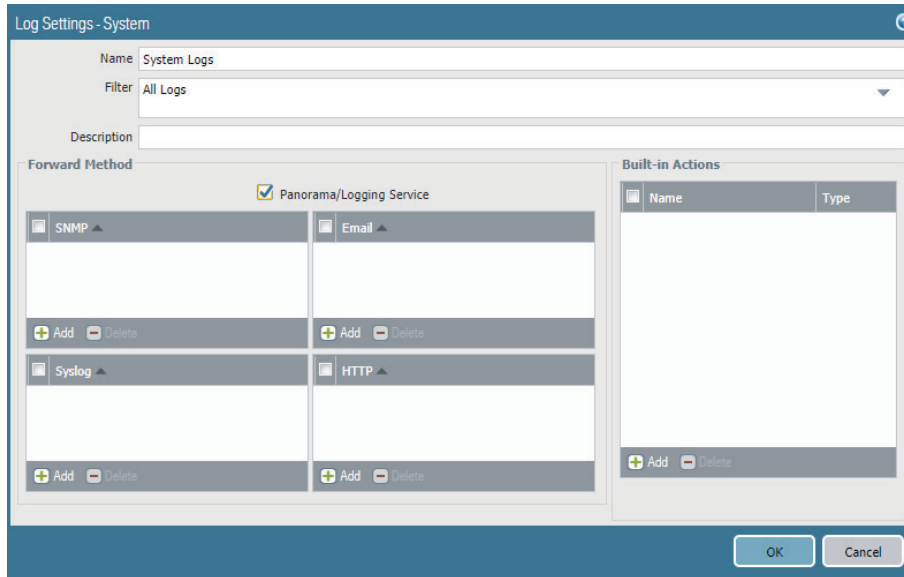 Log Settings - System
Name System Logs
Filter All Logs
Description
Forward Method
Panorama/Logging Service
SNMP
Email
Add Delete
Add Delete
Syslog
HTTP
Add Delete
Add Delete
Built-in Actions
Name Type
Add Delete
OK Cancel